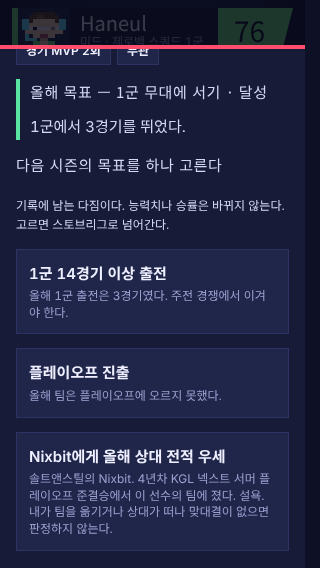 Haneul
미드 · 제로백 스쿼드 1군
76
경기 MVP 2회
우판
올해 목표 — 1군 무대에 서기 · 달성
1군에서 3경기를 뛰었다.
다음 시즌의 목표를 하나 고른다
기록에 남는 다짐이다. 능력치나 승률은 바뀌지 않는다.
고르면 스토브리그로 넘어간다.
1군 14경기 이상 출전
올해 1군 출전은 3경기였다. 주전 경쟁에서 이겨
야 한다.
플레이오프 진출
올해 팀은 플레이오프에 오르지 못했다.
Nixbit에게 올해 상대 전적 우세
솔트앤스틸의 Nixbit. 4년차 KGL 넥스트 서머 플
레이오프 준결승에서 이 선수의 팀에 졌다. 설욕.
내가 팀을 옮기거나 상대가 떠나 맞대결이 없으면
판정하지 않는다.